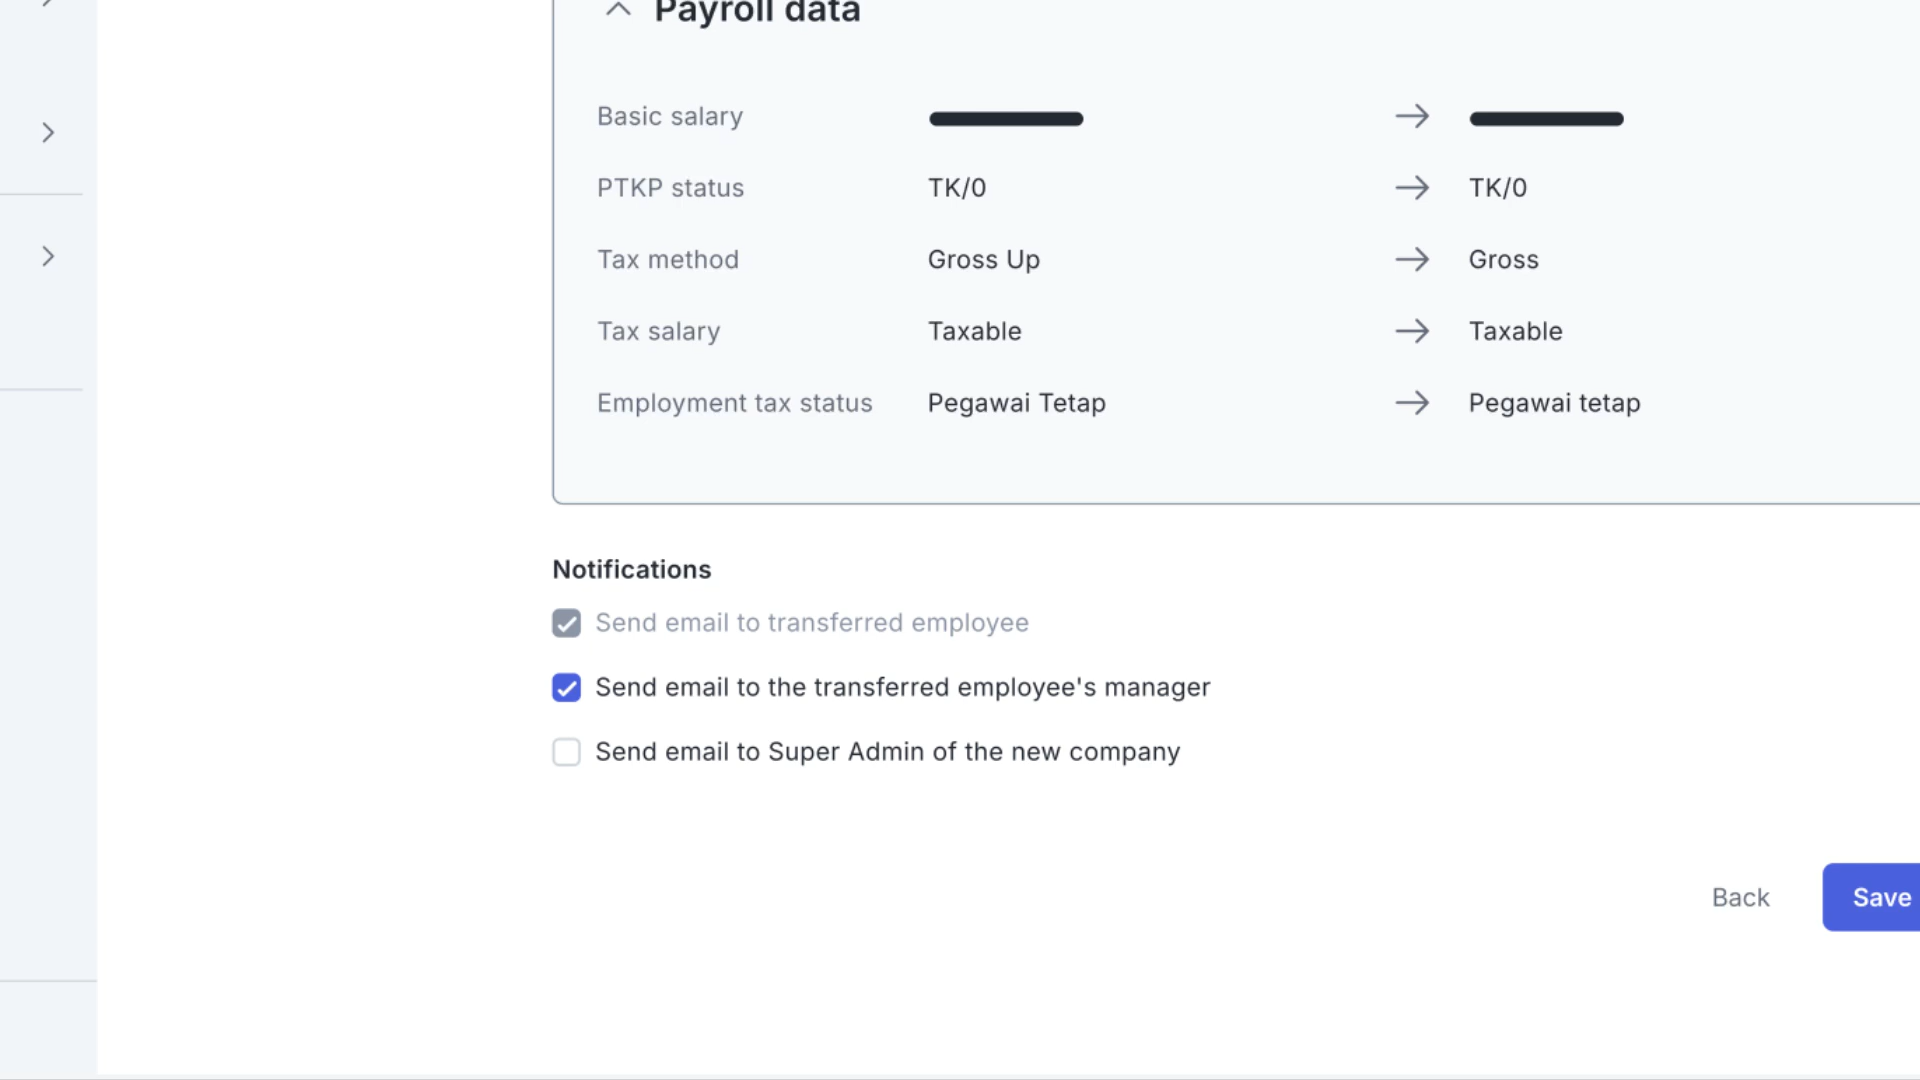 Payroll data
Basic salary
PTKP status TK/0 TK/0
Tax method Gross Up Gross
Tax salary Taxable Taxable
Employment tax status Pegawai Tetap Pegawai tetap
Notifications
Send email to transferred employee
Send email to the transferred employee's manager
Send email to Super Admin of the new company
Back Save